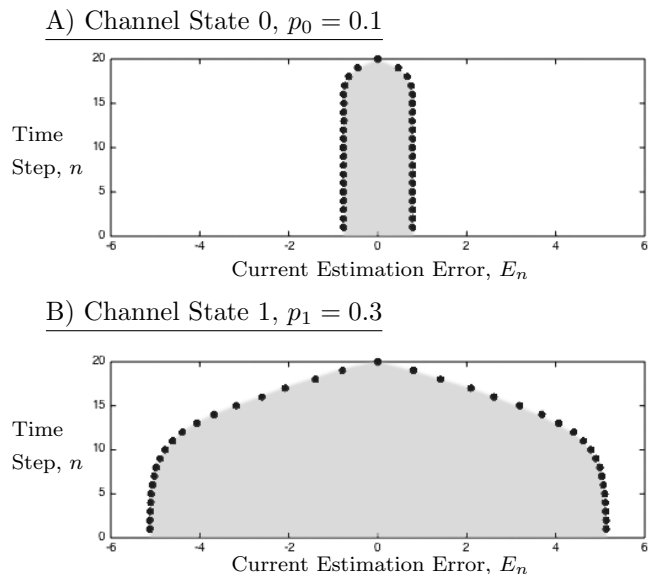 A) Channel State 0, p₀ = 0.1
20
15
Time
10
Step, n
5
0
-6 -4 -2 0 2 4 6
Current Estimation Error, Eₙ
B) Channel State 1, p₁ = 0.3
20
15
Time
10
Step, n
5
0
-6 -4 -2 0 2 4 6
Current Estimation Error, Eₙ